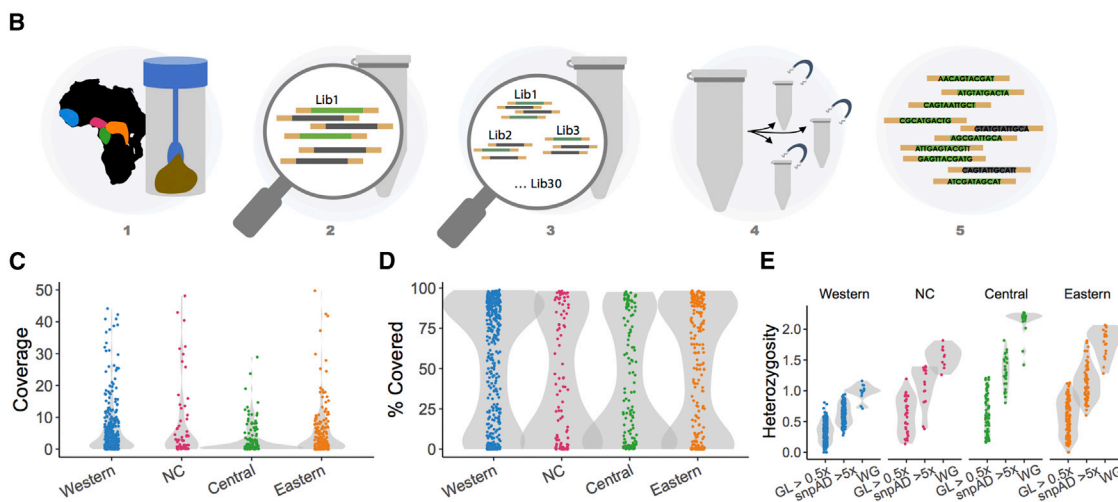 B
Lib1
Lib1
Lib2
Lib3
... Lib30
AACAGTACGAT
ATGTATGACTA
CAGTAATTGCT
CGCATGACTG
GTATGTATTGCA
AGCGATTGCA
ATTGAGTACGTT
GAGTTACGATG
CAGTATTGCATT
ATCGATAGCAT
1
2
3
4
5
C
Coverage
50
40
30
20
10
0
Western
NC
Central
Eastern
D
% Covered
100
75
50
25
0
Western
NC
Central
Eastern
E
Western
NC
Central
Eastern
Heterozygosity
2.0
1.5
1.0
0.5
0.0
GL > 0.5x
snpAD >5x
WG
GL > 0.5x
snpAD >5x
WG
GL > 0.5x
snpAD >5x
WG
GL > 0.5x
snpAD >5x
WG